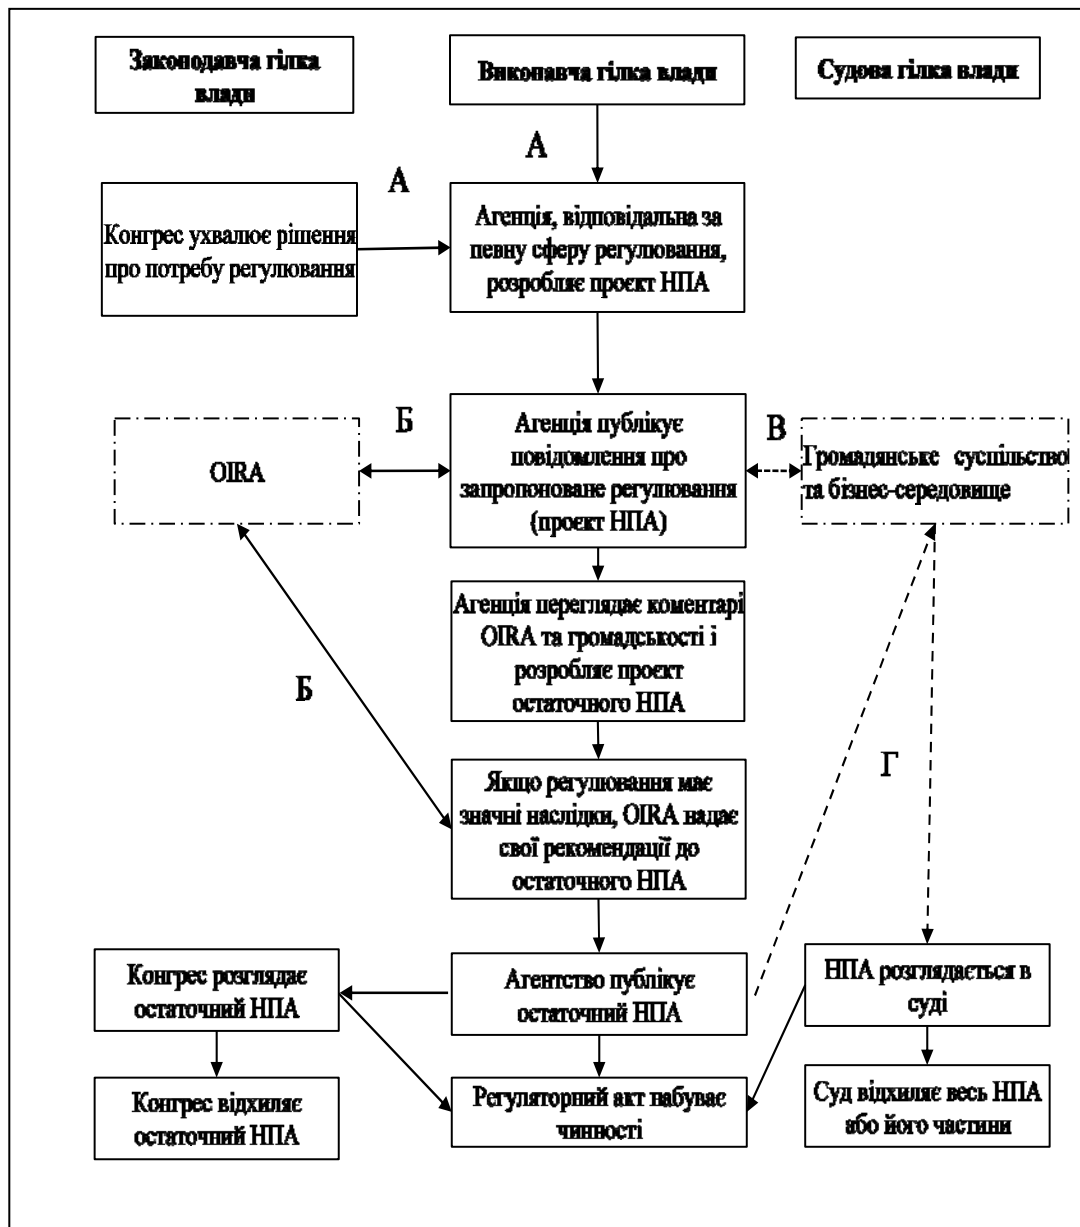 Законодавча гілка
влади
Виконавча гілка влади
Судова гілка влади
А
А
Конгрес ухвалює рішення
про потребу регулювання
Агенція, відповідальна за
певну сферу регулювання,
розробляє проєкт НПА
OIRA
Б
Агенція публікує
повідомлення про
запропоноване регулювання
(проєкт НПА)
В
Громадянське суспільство
та бізнес-середовище
Агенція переглядає коментарі
OIRA та громадськості і
розробляє проєкт
остаточного НПА
Б
Якщо регулювання має
значні наслідки, OIRA надає
свої рекомендації до
остаточного НПА
Г
Конгрес розглядає
остаточний НПА
Агентство публікує
остаточний НПА
НПА розглядається в
суді
Конгрес відхиляє
остаточний НПА
Регуляторний акт набуває
чинності
Суд відхиляє весь НПА
або його частини